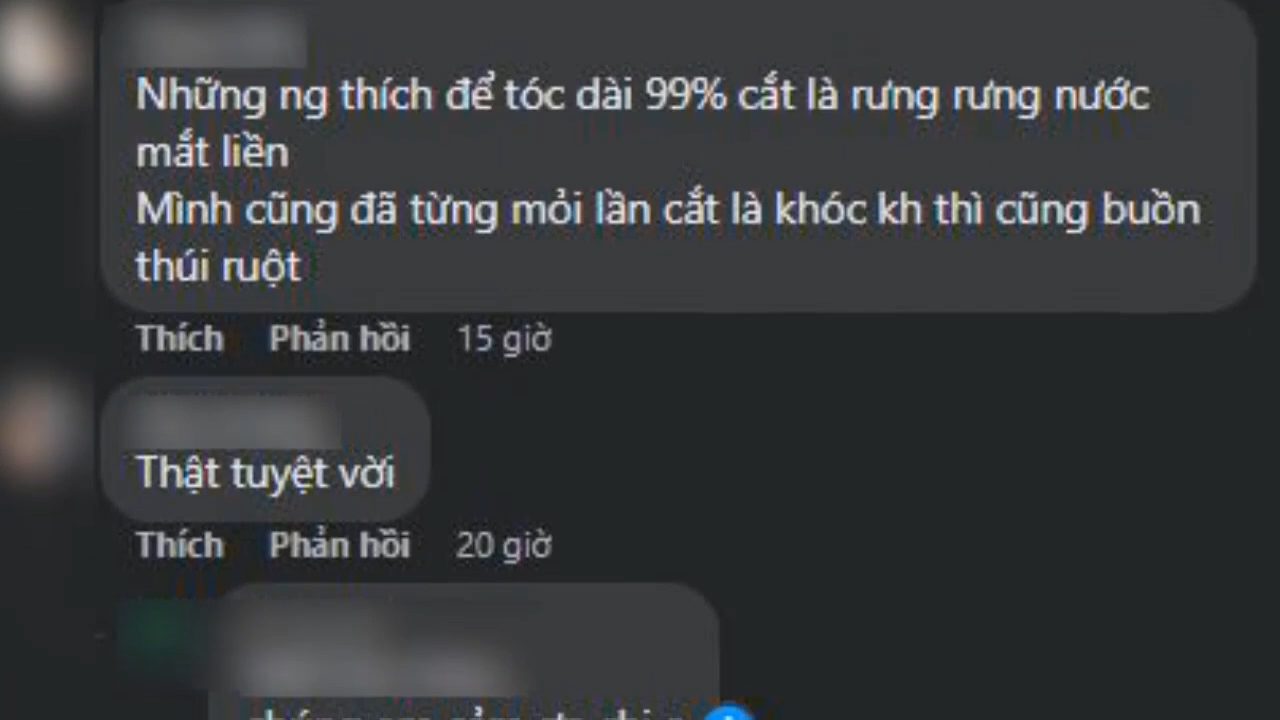 Những ng thích để tóc dài 99% cắt là rưng rưng nước
mắt liền
Mình cũng đã từng mỏi lần cắt là khóc kh thì cũng buồn
thúi ruột
Thích Phản hồi 15 giờ
Thật tuyệt vời
Thích Phản hồi 20 giờ